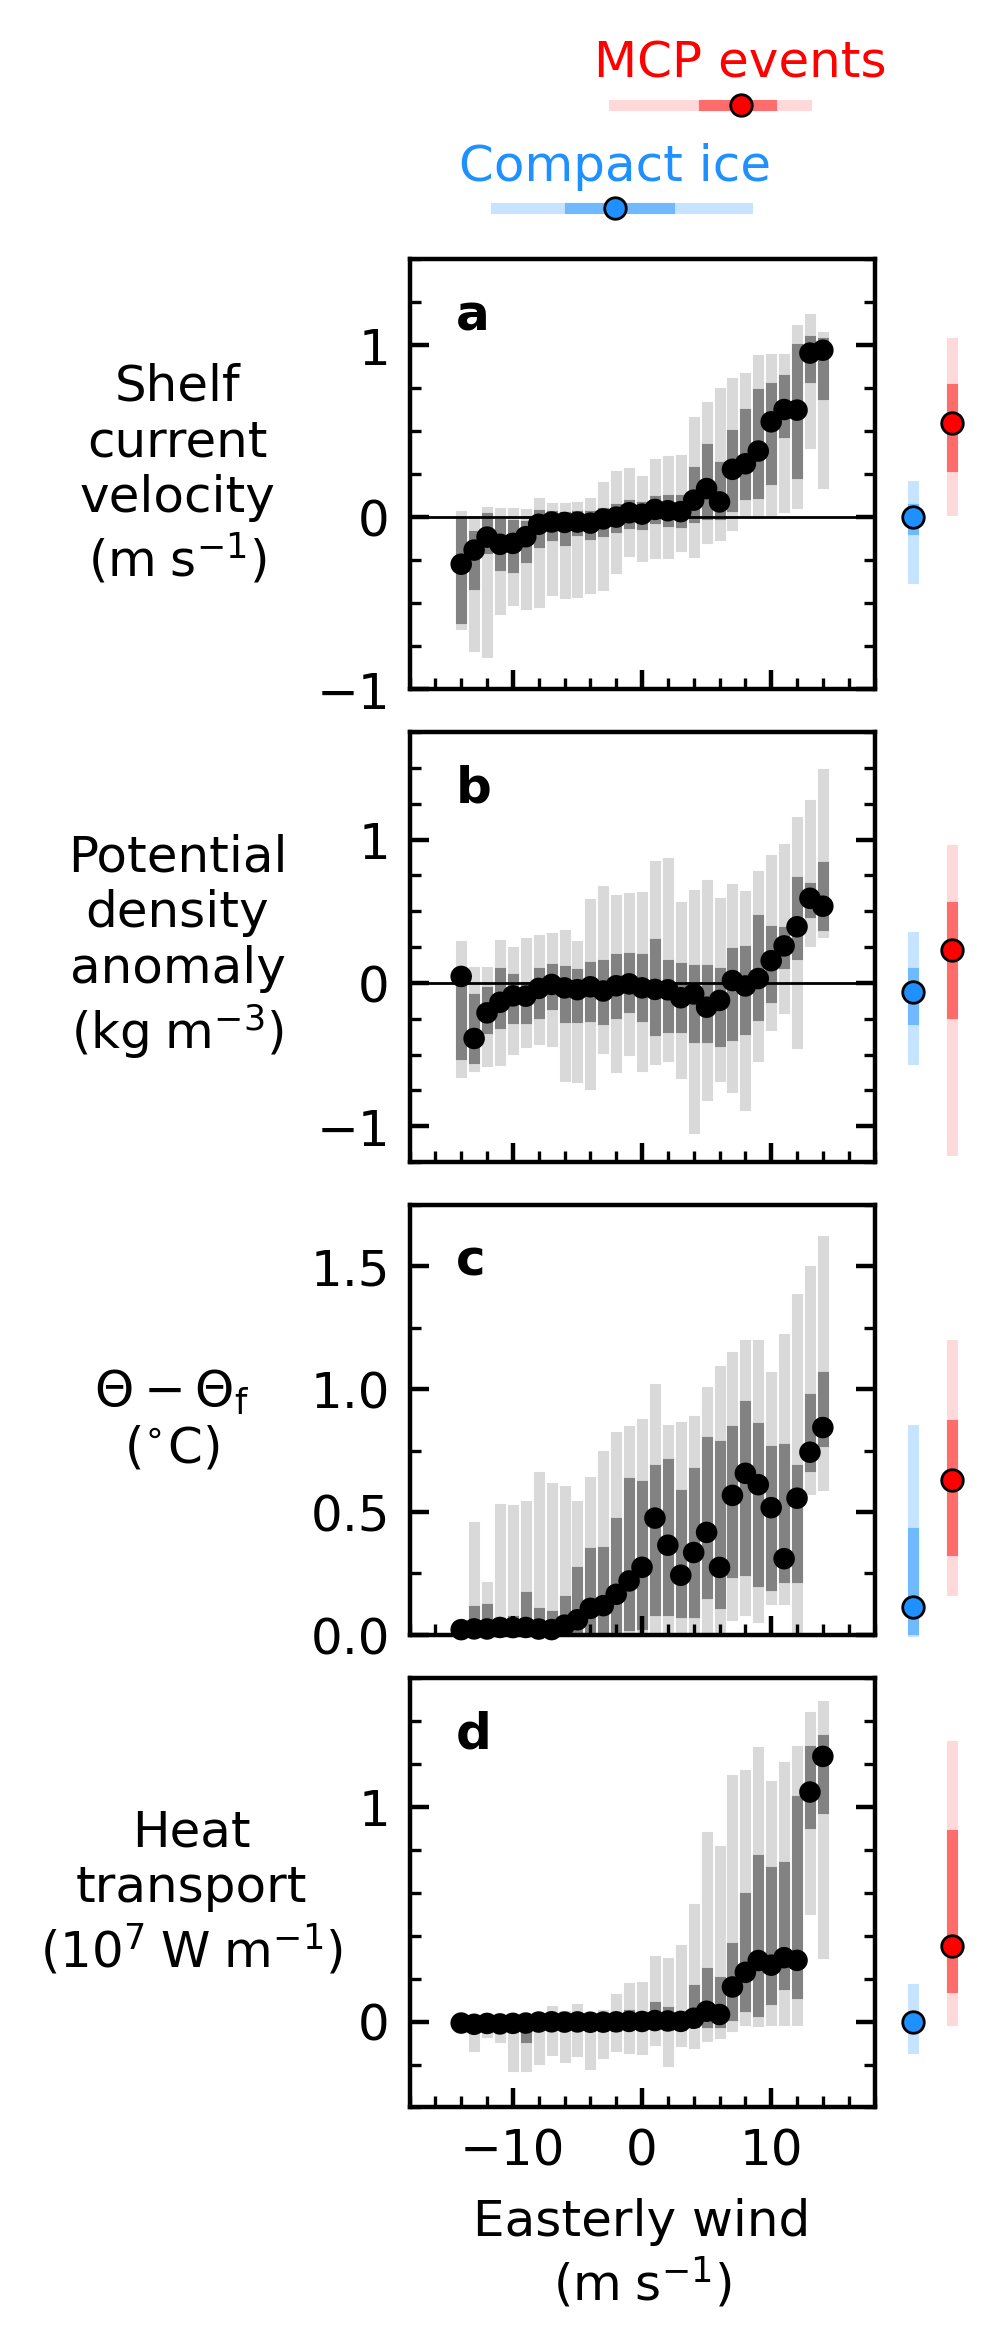 MCP events
Compact ice
a
Shelf
current
velocity
(m s⁻¹)
1
0
−1
b
Potential
density
anomaly
(kg m⁻³)
1
0
−1
c
Θ − Θf
(°C)
1.5
1.0
0.5
0.0
d
Heat
transport
(10⁷ W m⁻¹)
1
0
−10 0 10
Easterly wind
(m s⁻¹)